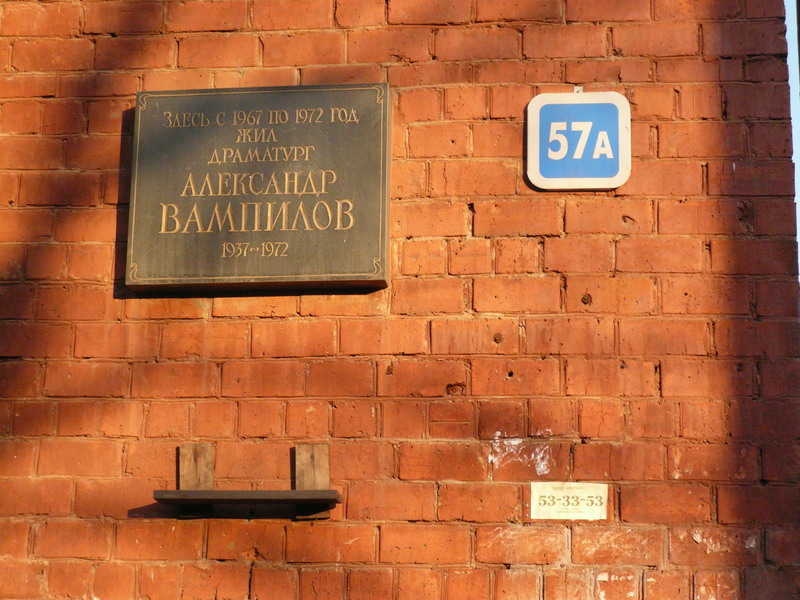 ЗДЕСЬ С 1967 ПО 1972 ГОД
ЖИЛ
ДРАМАТУРГ
АЛЕКСАНДР
ВАМПИЛОВ
1937~1972
57А
53-33-53